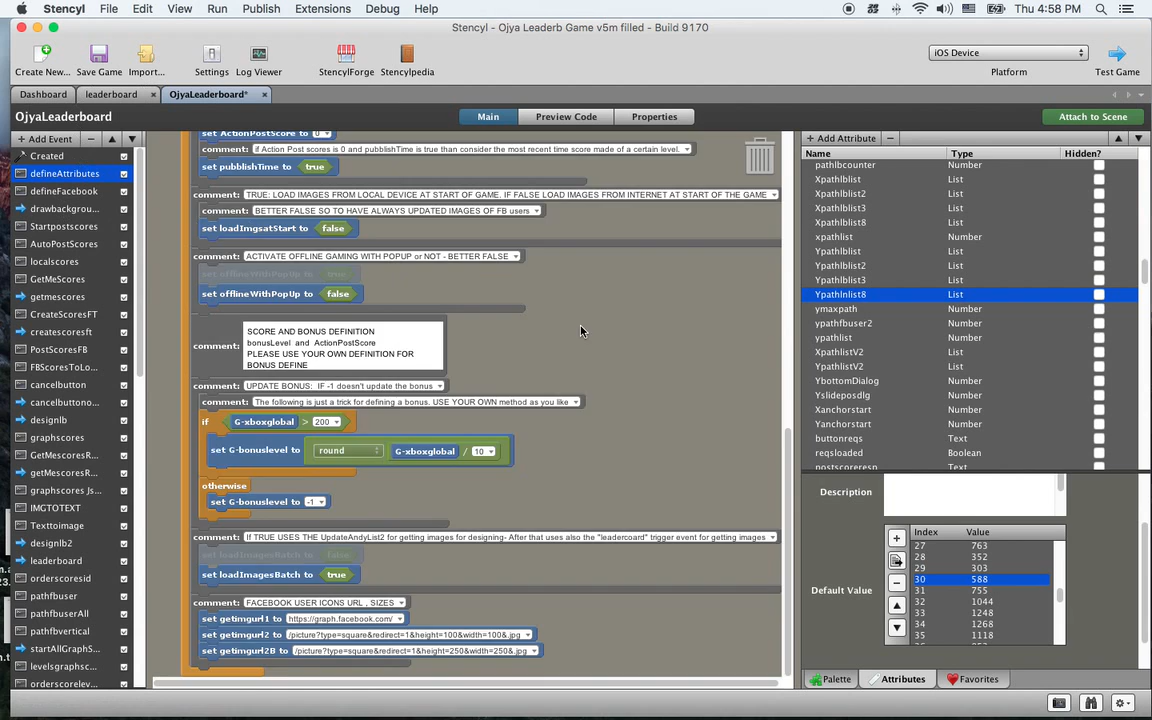 Stencyl File Edit View Run Publish Extensions Debug Help Thu 4:58 PM
Stencyl - Ojya Leaderb Game v5m filled - Build 9170
Create New... Save Game Import... Settings Log Viewer StencylForge Stencylpedia iOS Device Platform Test Game
Dashboard leaderboard OjyaLeaderboard*
OjyaLeaderboard Main Preview Code Properties Attach to Scene
+ Add Event
Created
defineAttributes
defineFacebook
drawbackgrou...
Startpostscores
AutoPostScores
localscores
GetMeScores
getmescores
CreateScoresFT
createscoresft
PostScoresFB
FBScoresToLo...
cancelbutton
cancelbuttono...
designlb
graphscores
GetMescoresR...
getMescoresR...
graphscores Js...
IMGTOTEXT
Texttoimage
designlb2
leaderboard
orderscoresid
pathfbuser
pathfbuserAll
pathfbvertical
startAllGraphS...
levelsgraphsc...
orderscorelev...
set ActionPostScore to 0
comment: if Action Post scores is 0 and pubblishTime is true than consider the most recent time score made of a certain level.
set pubblishTime to true
comment: TRUE: LOAD IMAGES FROM LOCAL DEVICE AT START OF GAME. IF FALSE LOAD IMAGES FROM INTERNET AT START OF THE GAME
comment: BETTER FALSE SO TO HAVE ALWAYS UPDATED IMAGES OF FB users
set loadImgsatStart to false
comment: ACTIVATE OFFLINE GAMING WITH POPUP or NOT - BETTER FALSE
set offlineWithPopUp to true
set offlineWithPopUp to false
comment: SCORE AND BONUS DEFINITION
bonusLevel and ActionPostScore
PLEASE USE YOUR OWN DEFINITION FOR
BONUS DEFINE
comment: UPDATE BONUS: IF -1 doesn't update the bonus
comment: The following is just a trick for defining a bonus. USE YOUR OWN method as you like
if G-xboxglobal > 200
set G-bonuslevel to round G-xboxglobal / 10
otherwise
set G-bonuslevel to -1
comment: If TRUE USES THE UpdateAndyList2 for getting images for designing- After that uses also the "leadercoard" trigger event for getting images
set loadImagesBatch to false
set loadImagesBatch to true
comment: FACEBOOK USER ICONS URL , SIZES
set getimgurl1 to https://graph.facebook.com/
set getimgurl2 to /picture?type=square&redirect=1&height=100&width=100&.jpg
set getimgurl2B to /picture?type=square&redirect=1&height=250&width=250&.jpg
+ Add Attribute
Name Type Hidden?
pathlbcounter Number
Xpathlblist List
Xpathlblist2 List
Xpathlblist3 List
Xpathlblist8 List
xpathlist Number
Ypathlblist List
Ypathlblist2 List
Ypathlblist3 List
Ypathlnlist8 List
ymaxpath Number
ypathfbuser2 Number
ypathlist Number
XpathlistV2 List
YpathlistV2 List
YbottomDialog Number
Yslideposdlg Number
Xanchorstart Number
Yanchorstart Number
buttonreqs Text
reqsloaded Boolean
postscoreresp Text
Description
Default Value
Index Value
27 763
28 352
29 303
30 588
31 755
32 1044
33 1248
34 1268
35 1118
Palette Attributes Favorites